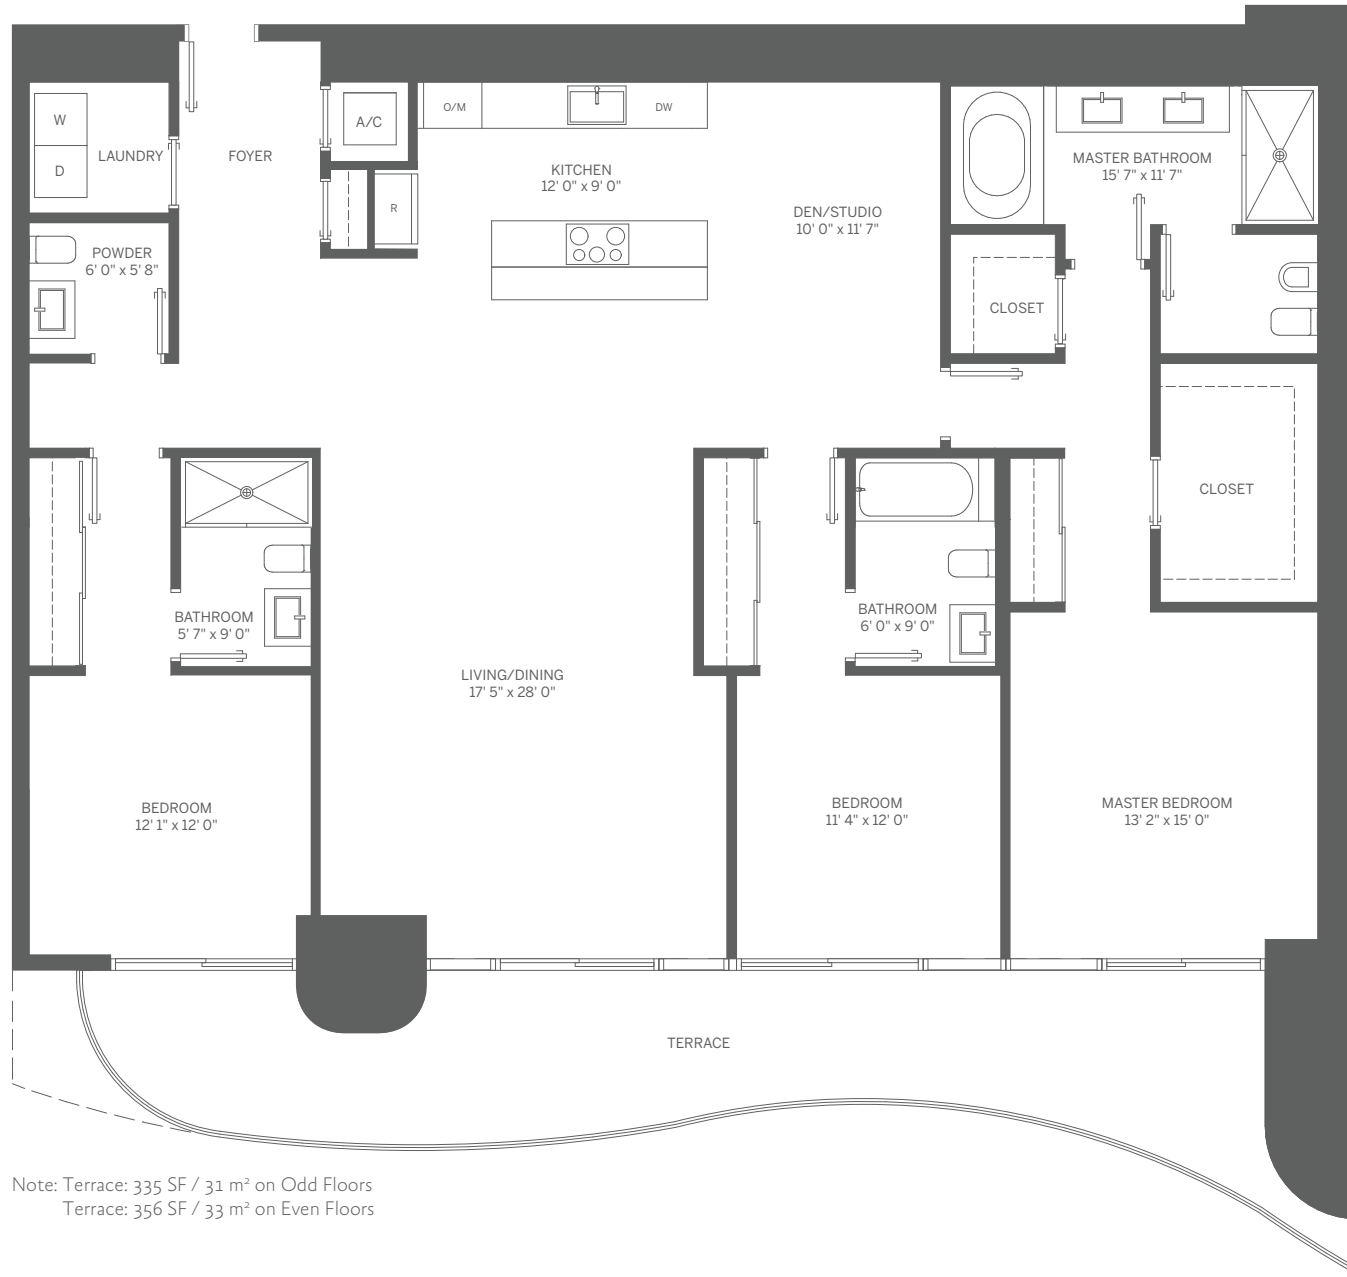 W
D
LAUNDRY
FOYER
A/C
O/M
DW
R
KITCHEN
12' 0" x 9' 0"
DEN/STUDIO
10' 0" x 11' 7"
MASTER BATHROOM
15' 7" x 11' 7"
POWDER
6' 0" x 5' 8"
CLOSET
CLOSET
BATHROOM
5' 7" x 9' 0"
BATHROOM
6' 0" x 9' 0"
LIVING/DINING
17' 5" x 28' 0"
BEDROOM
12' 1" x 12' 0"
BEDROOM
11' 4" x 12' 0"
MASTER BEDROOM
13' 2" x 15' 0"
TERRACE
Note: Terrace: 335 SF / 31 m² on Odd Floors
Terrace: 356 SF / 33 m² on Even Floors